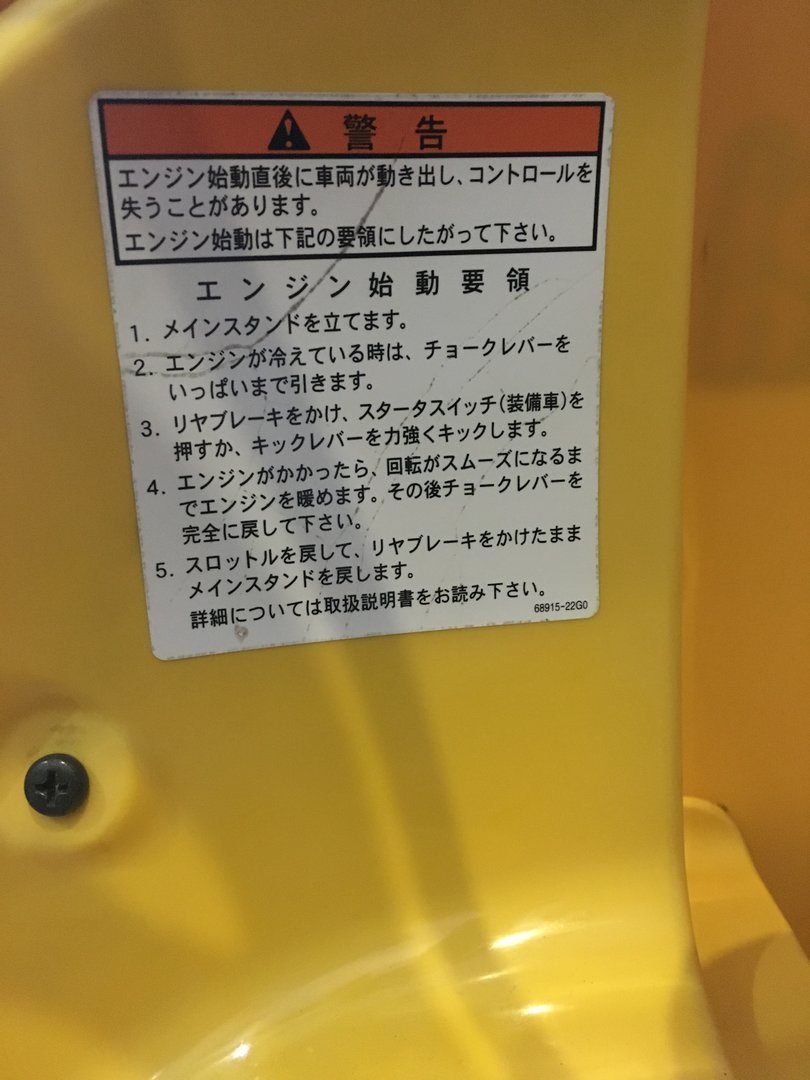 警告
エンジン始動直後に車両が動き出し、コントロールを
失うことがあります。
エンジン始動は下記の要領にしたがって下さい。
エンジン始動要領
1. メインスタンドを立てます。
2. エンジンが冷えている時は、チョークレバーを
いっぱいまで引きます。
3. リヤブレーキをかけ、スタータスイッチ(装備車)を
押すか、キックレバーを力強くキックします。
4. エンジンがかかったら、回転がスムーズになるま
でエンジンを暖めます。その後チョークレバーを
完全に戻して下さい。
5. スロットルを戻して、リヤブレーキをかけたまま
メインスタンドを戻します。
詳細については取扱説明書をお読み下さい。
68915-22G0